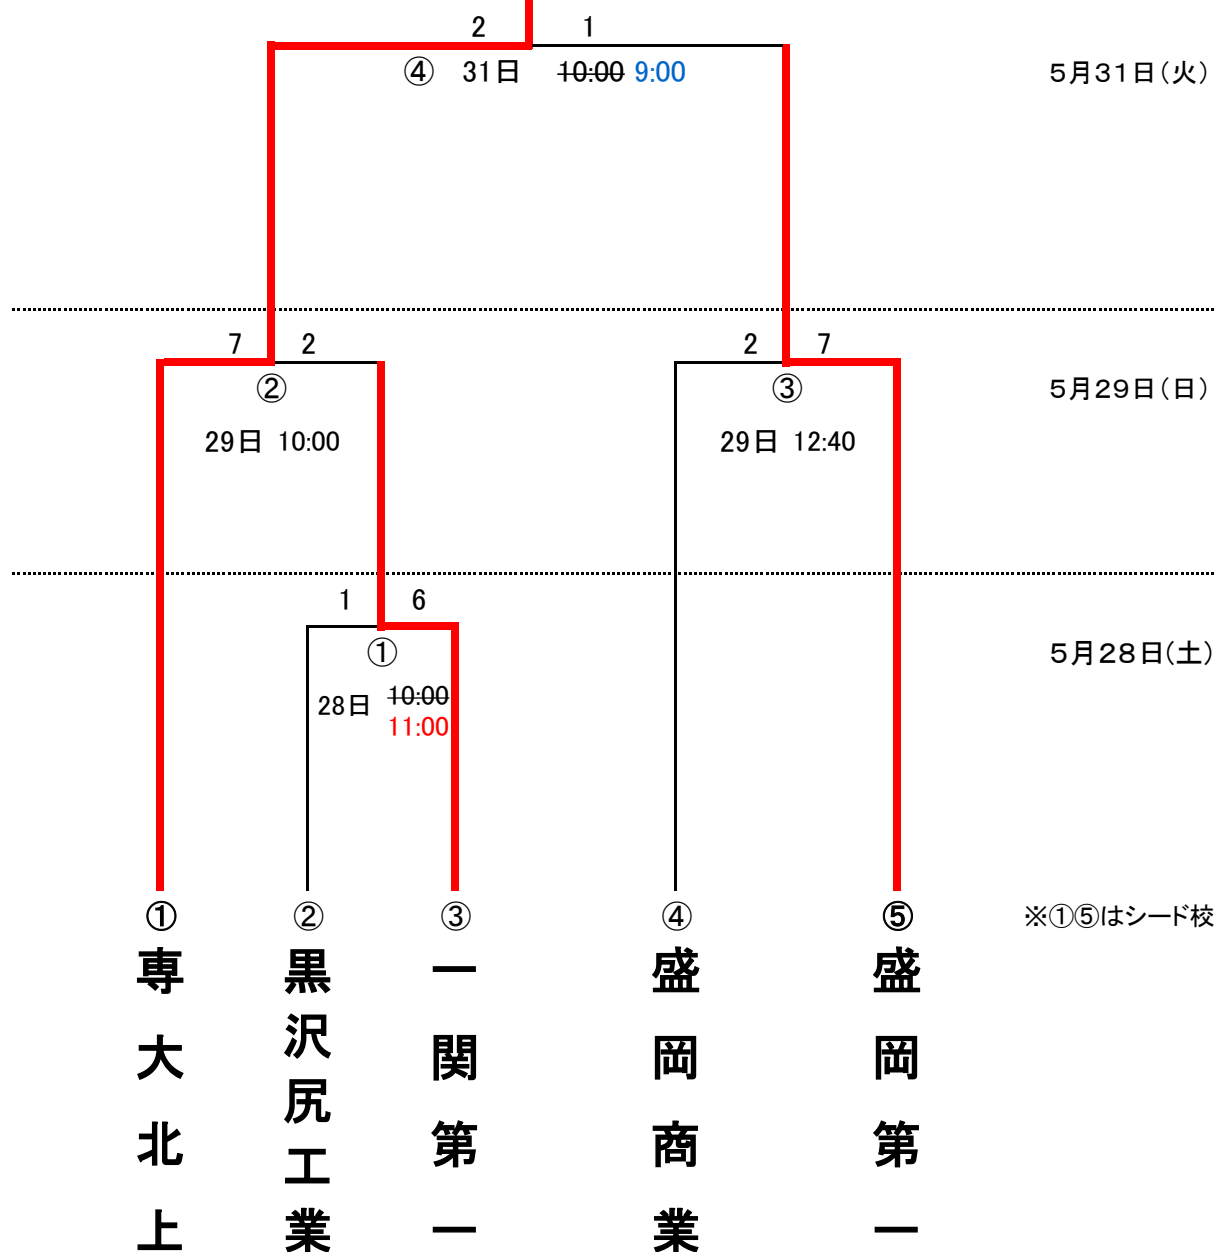 2 1
④ 31日 10:00 9:00 5月31日(火)
7 2 2 7
② ③ 5月29日(日)
29日 10:00 29日 12:40
1 6
① 5月28日(土)
28日 10:00
11:00
① ② ③ ④ ⑤ ※①⑤はシード校
専大北上
黒沢尻工業
一関第一
盛岡商業
盛岡第一